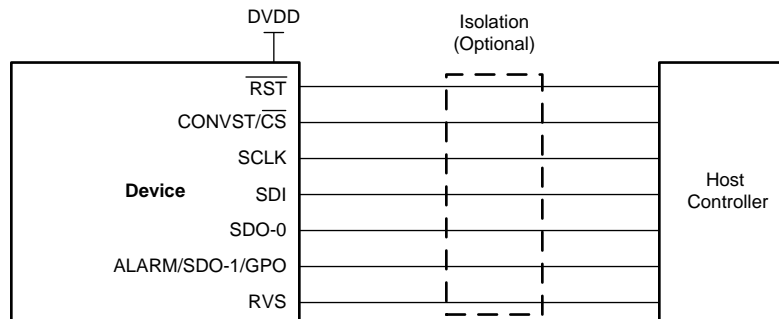 DVDD
Isolation
(Optional)
RST
CONVST/CS
SCLK
Device
SDI
SDO-0
ALARM/SDO-1/GPO
RVS
Host
Controller